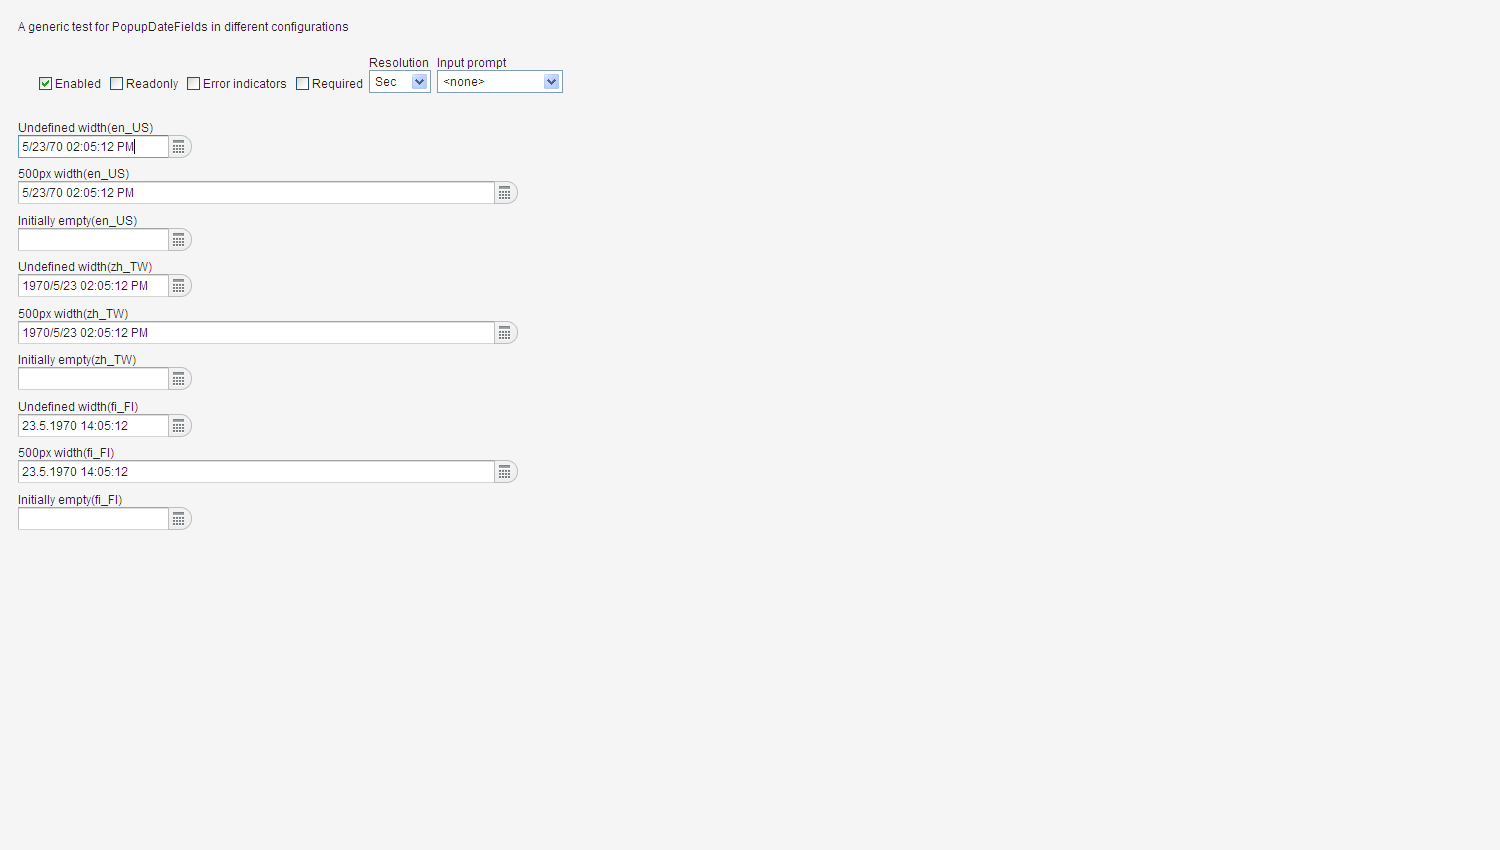 A generic test for PopupDateFields in different configurations
Resolution Input prompt
Enabled Readonly Error indicators Required Sec <none>
Undefined width(en_US)
5/23/70 02:05:12 PM
500px width(en_US)
5/23/70 02:05:12 PM
Initially empty(en_US)
Undefined width(zh_TW)
1970/5/23 02:05:12 PM
500px width(zh_TW)
1970/5/23 02:05:12 PM
Initially empty(zh_TW)
Undefined width(fi_FI)
23.5.1970 14:05:12
500px width(fi_FI)
23.5.1970 14:05:12
Initially empty(fi_FI)